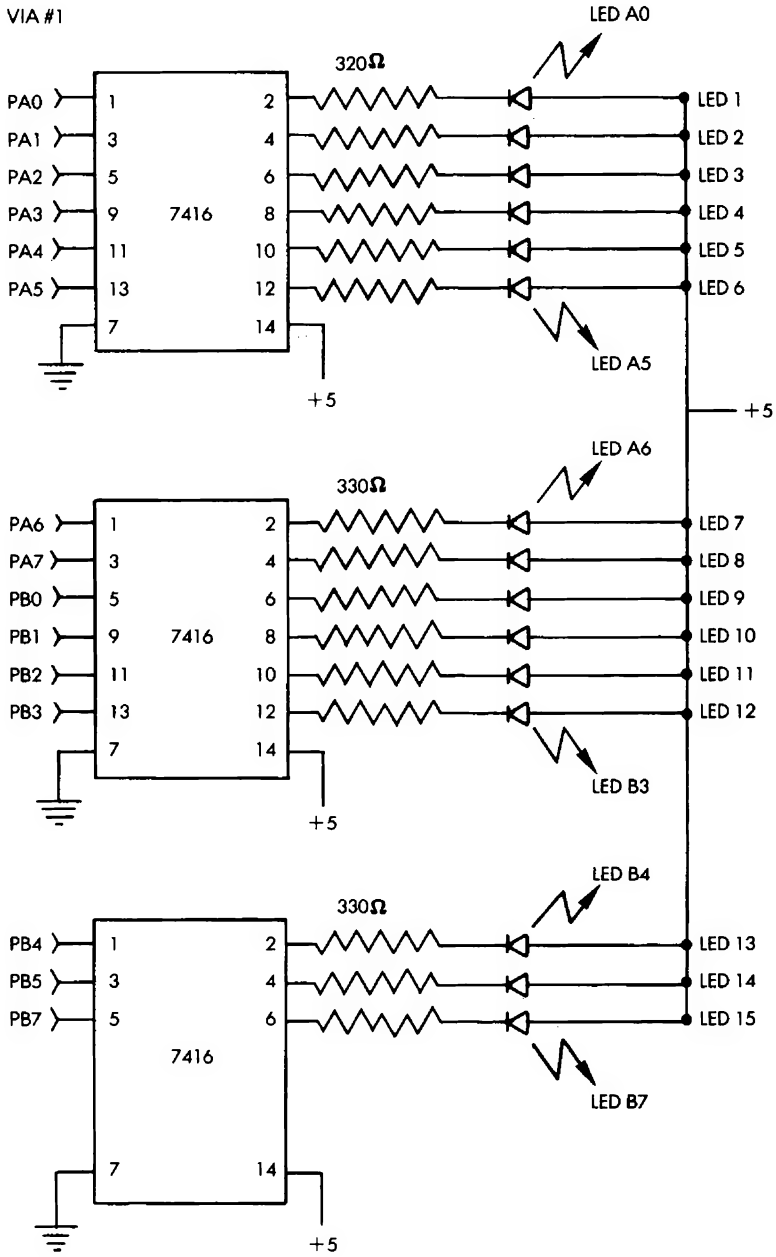 VIA #1
LED A0
320Ω
PA0 1 2 LED 1
PA1 3 4 LED 2
PA2 5 6 LED 3
PA3 9 7416 8 LED 4
PA4 11 10 LED 5
PA5 13 12 LED 6
7 14
LED A5
+5
+5
LED A6
330Ω
PA6 1 2 LED 7
PA7 3 4 LED 8
PB0 5 6 LED 9
PB1 9 7416 8 LED 10
PB2 11 10 LED 11
PB3 13 12 LED 12
7 14
LED B3
+5
LED B4
330Ω
PB4 1 2 LED 13
PB5 3 4 LED 14
PB7 5 6 LED 15
7416
LED B7
7 14
+5